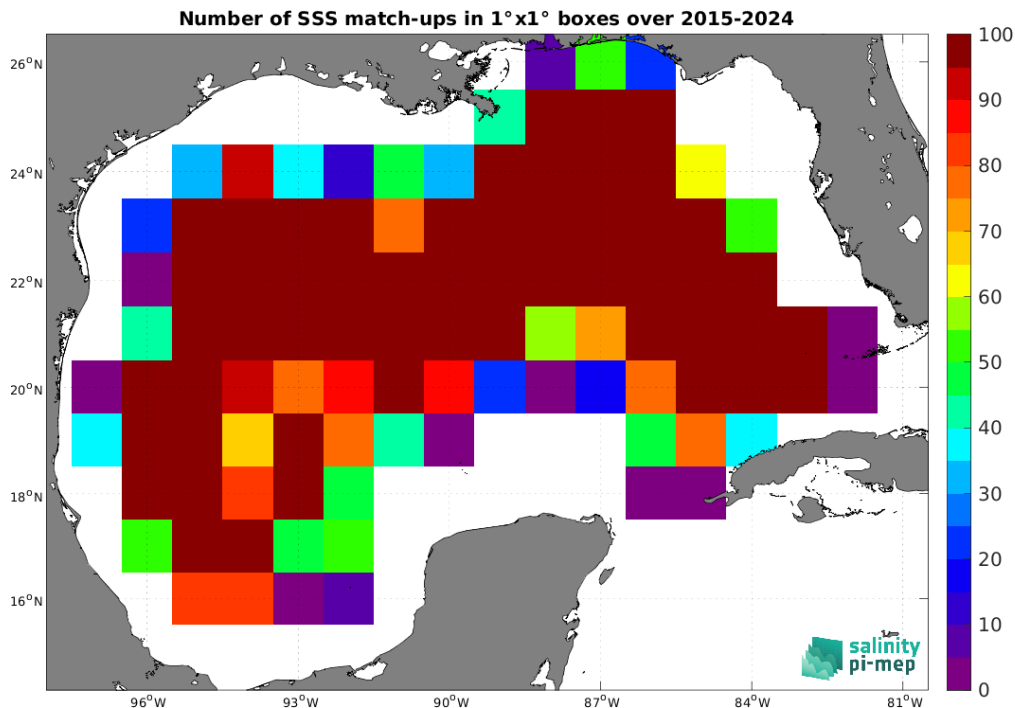 Number of SSS match-ups in 1°x1° boxes over 2015-2024
26°N
24°N
22°N
20°N
18°N
16°N
96°W
93°W
90°W
87°W
84°W
81°W
100
90
80
70
60
50
40
30
20
10
0
salinity
pi-mep